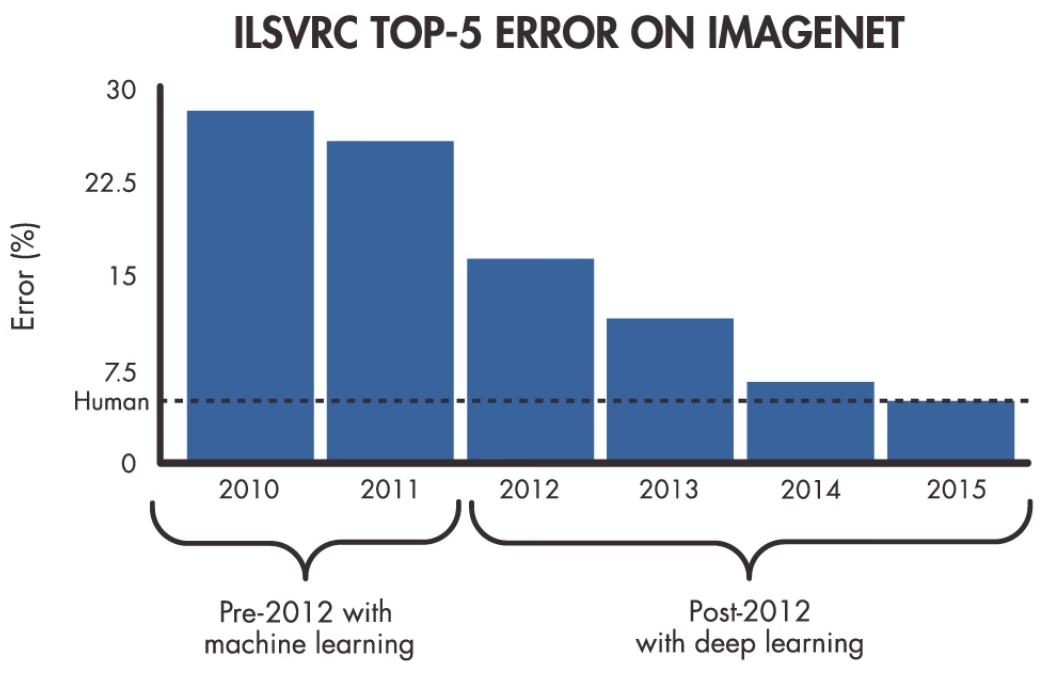 ILSVRC TOP-5 ERROR ON IMAGENET
Error (%)
30
22.5
15
7.5
Human
0
2010 2011 2012 2013 2014 2015
Pre-2012 with
machine learning
Post-2012
with deep learning